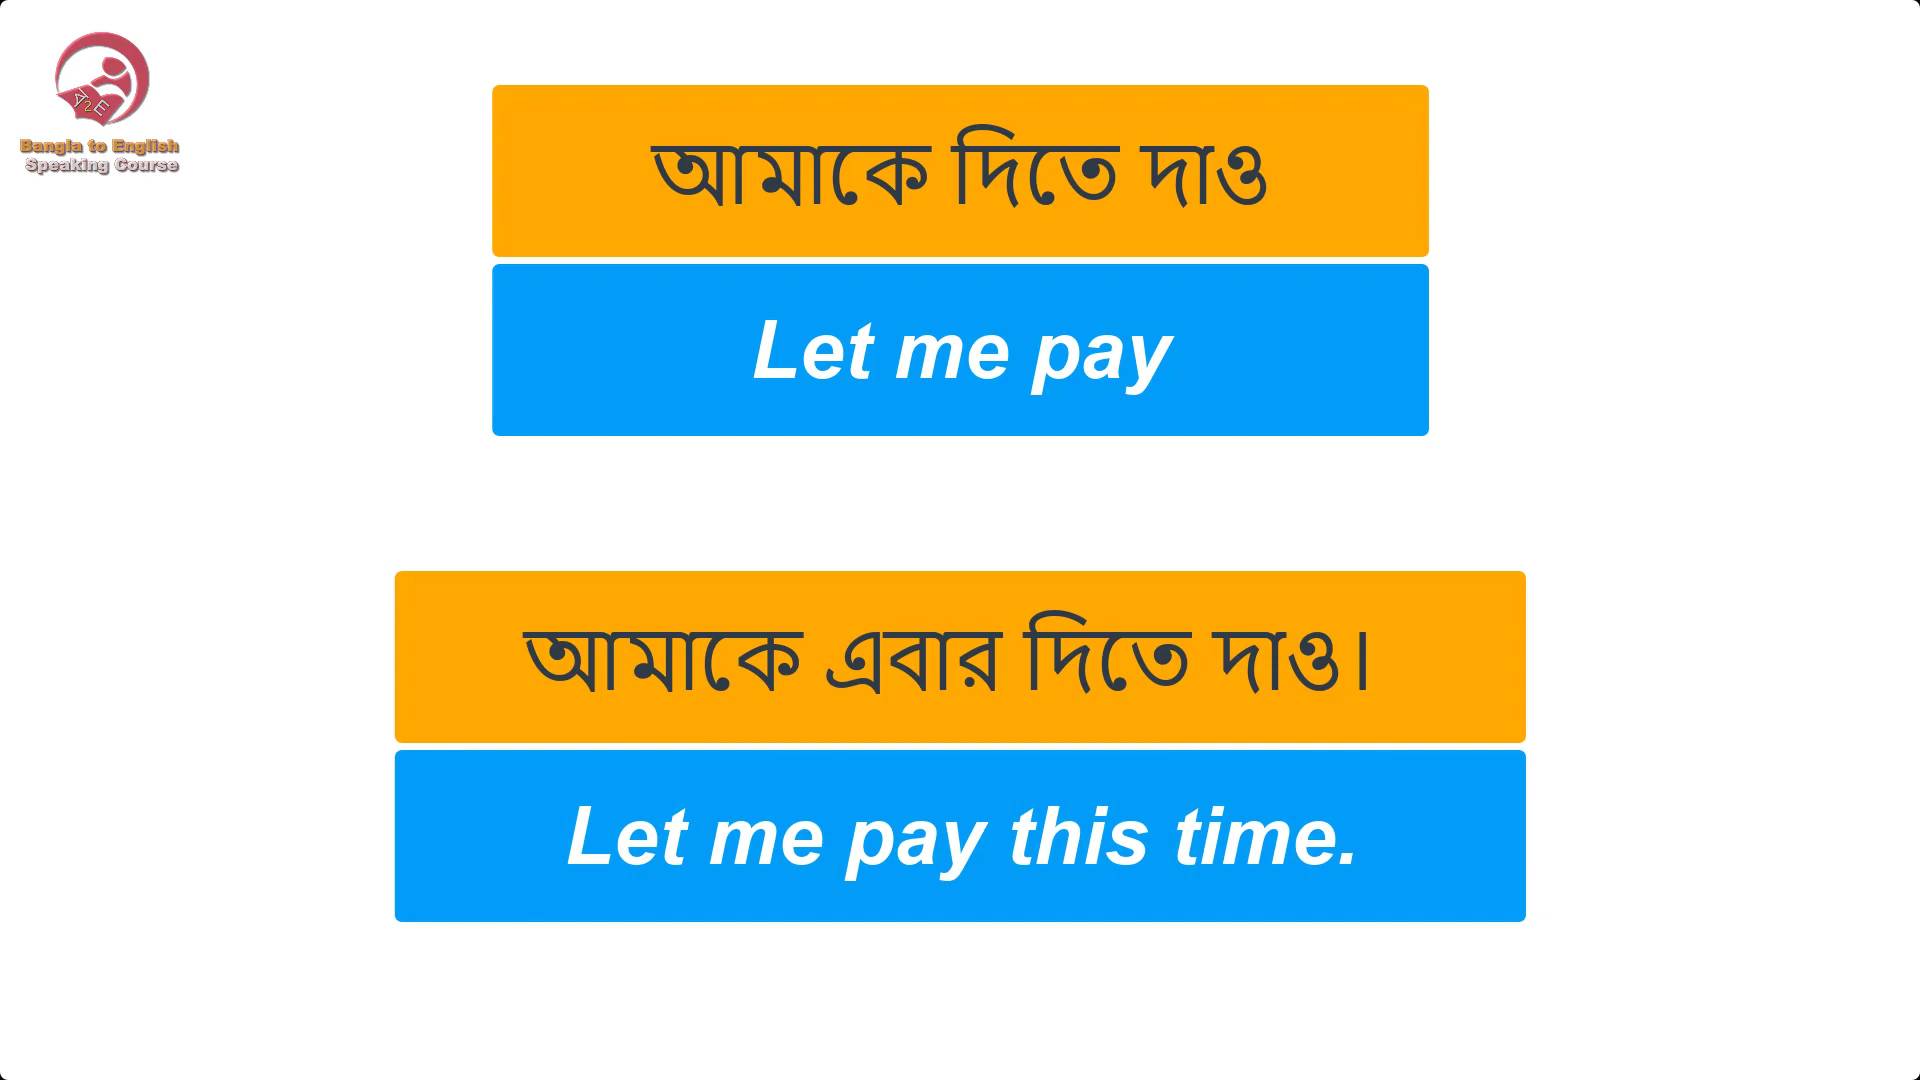 Bangla to English
Speaking Course
আমাকে দিতে দাও
Let me pay
আমাকে এবার দিতে দাও।
Let me pay this time.